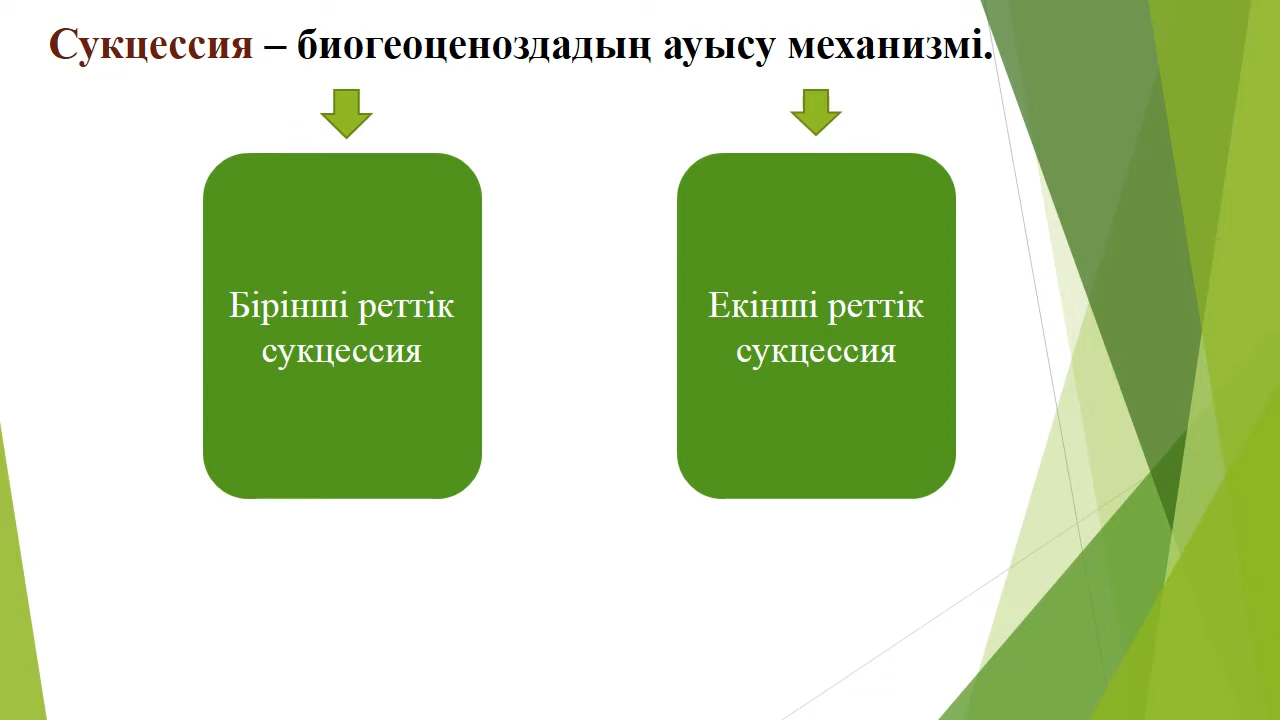 Сукцессия – биогеоценоздадың ауысу механизмі.
Бірінші реттік
сукцессия
Екінші реттік
сукцессия